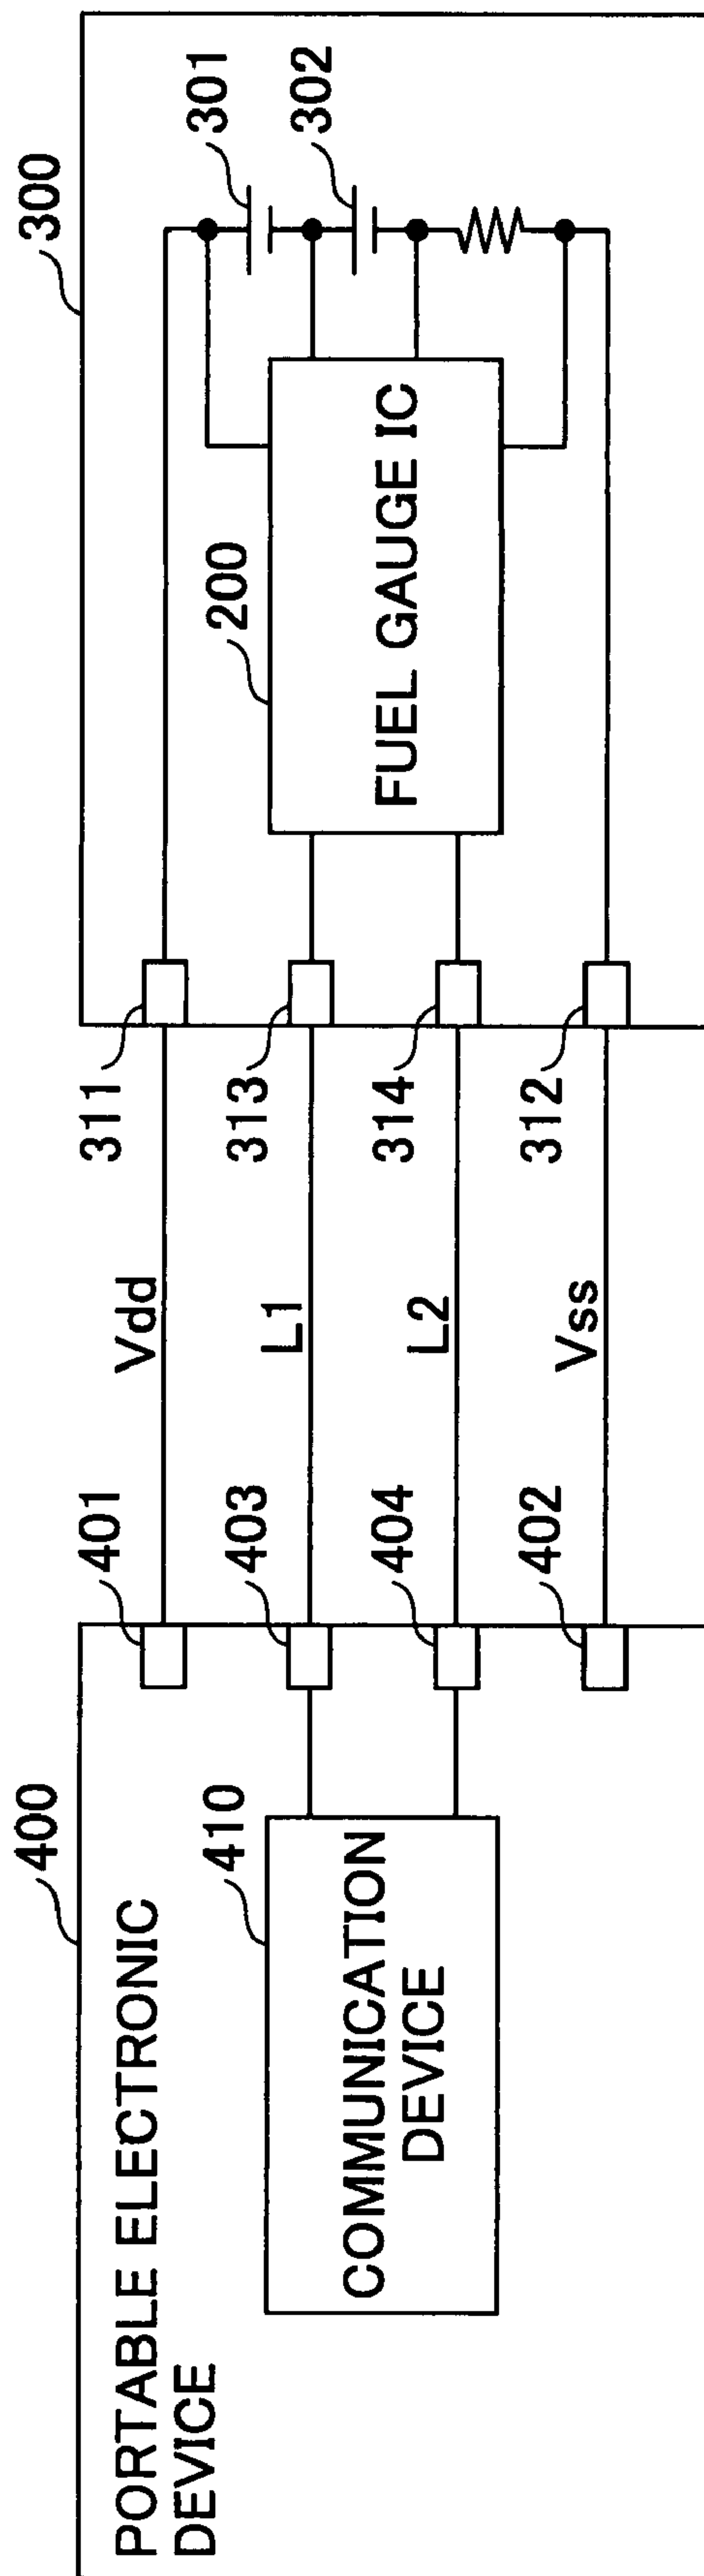 PORTABLE ELECTRONIC
DEVICE
400
410
COMMUNICATION
DEVICE
401
403
404
402
Vdd
L1
L2
Vss
311
313
314
312
300
200
FUEL GAUGE IC
301
302